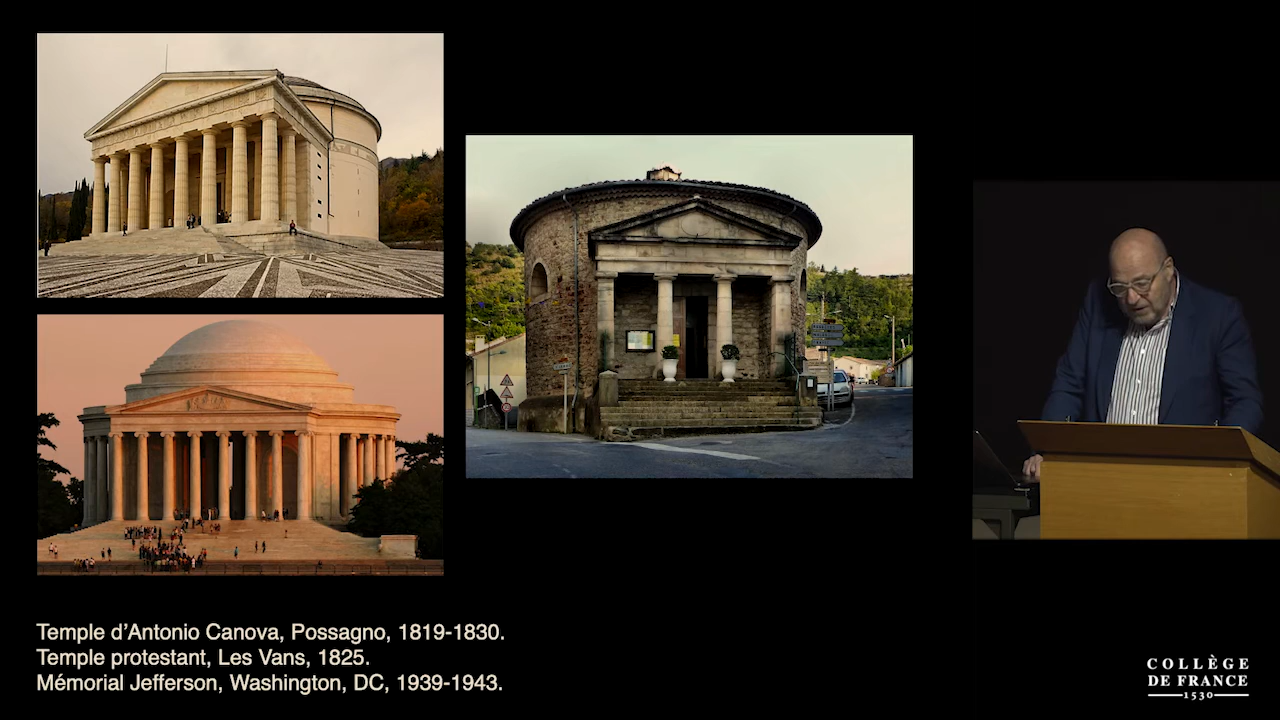 Temple d’Antonio Canova, Possagno, 1819-1830.
Temple protestant, Les Vans, 1825.
Mémorial Jefferson, Washington, DC, 1939-1943.
COLLÈGE
DE FRANCE
1530